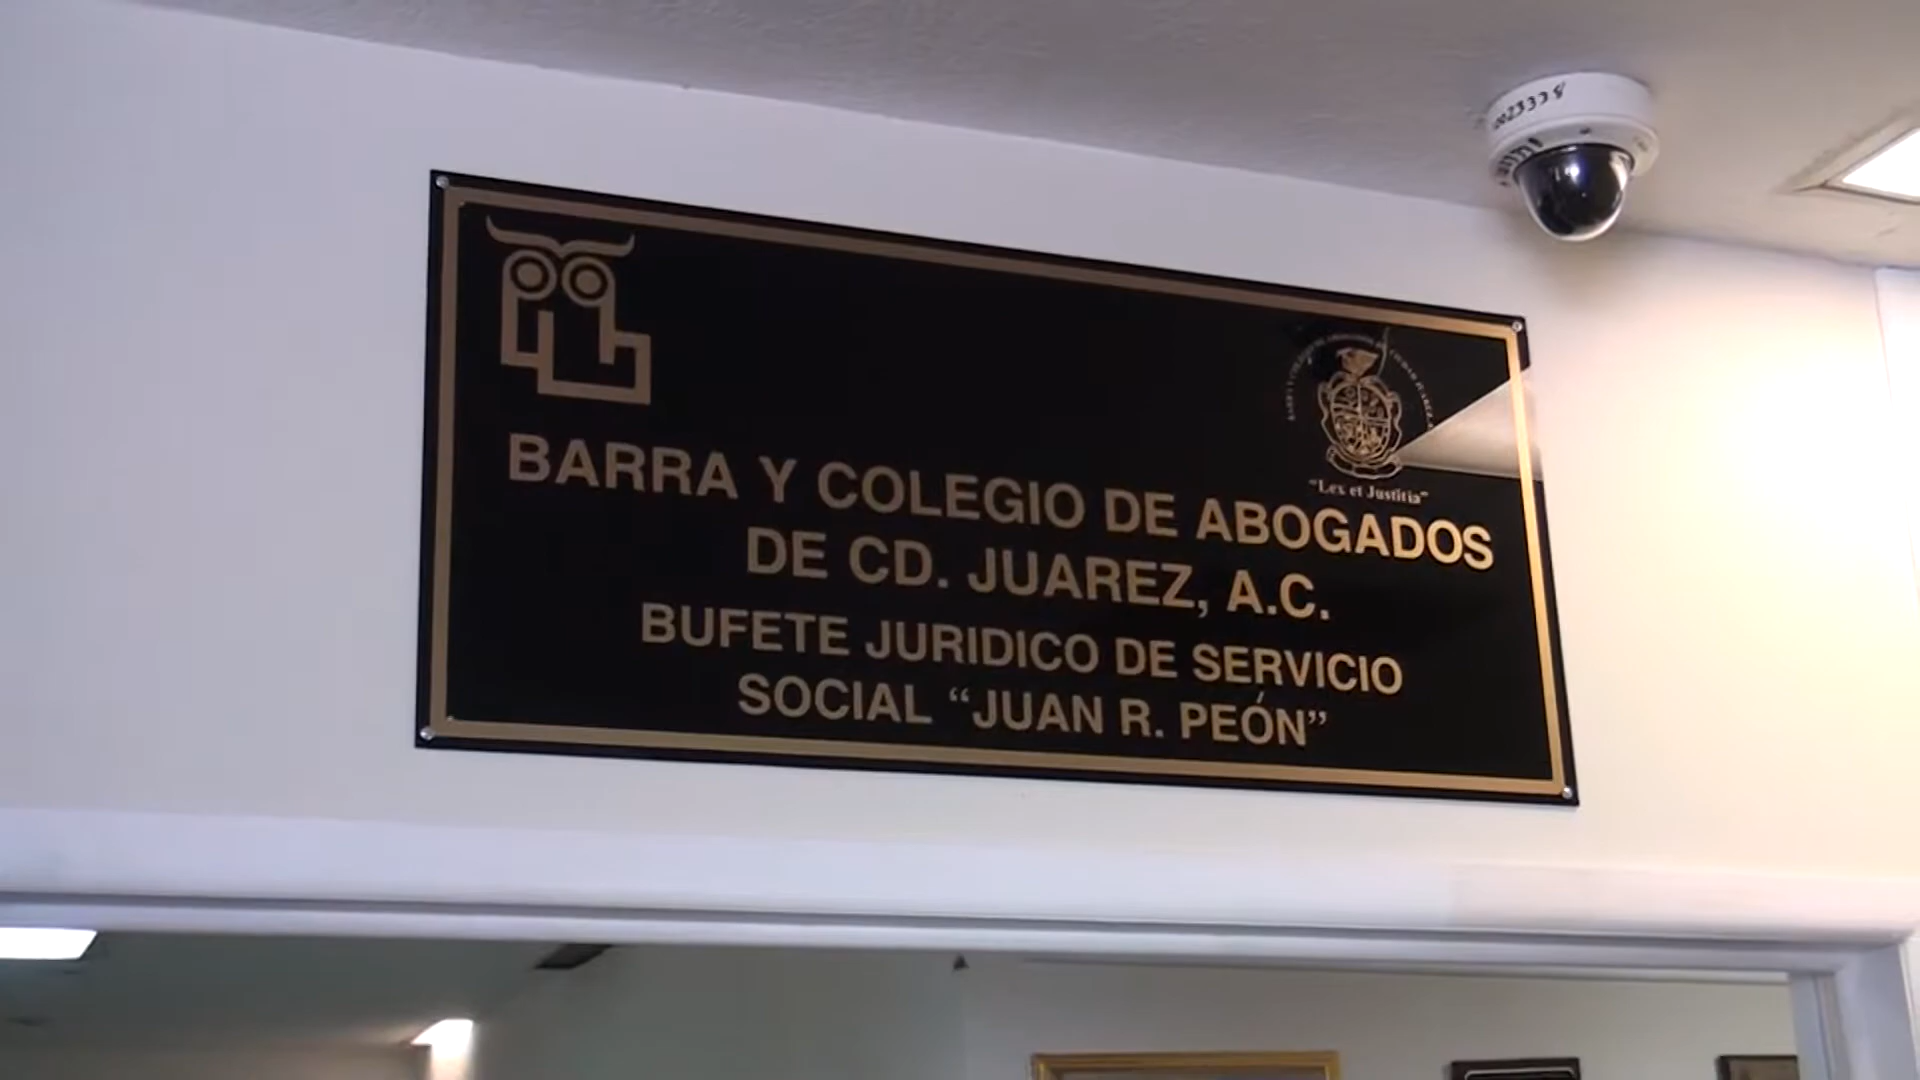 "Lex et Justitia"
BARRA Y COLEGIO DE ABOGADOS
DE CD. JUAREZ, A.C.
BUFETE JURIDICO DE SERVICIO
SOCIAL “JUAN R. PEÓN”